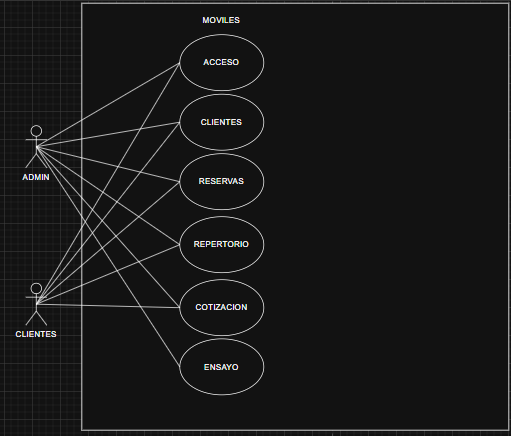 MOVILES
ACCESO
CLIENTES
RESERVAS
REPERTORIO
COTIZACION
ENSAYO
ADMIN
CLIENTES